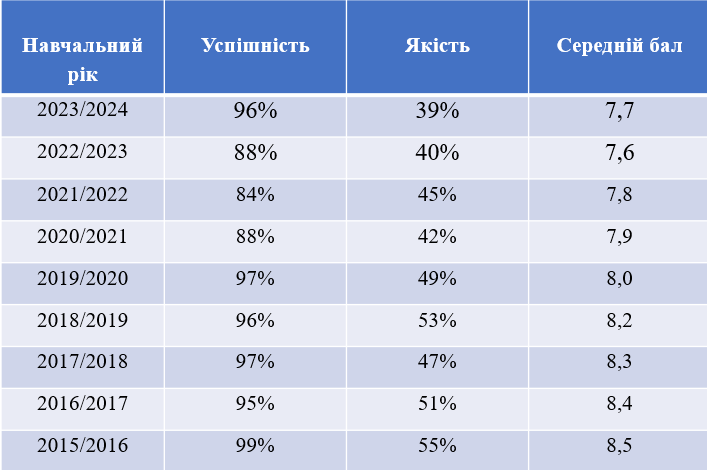 Навчальний рік Успішність Якість Середній бал
2023/2024 96% 39% 7,7
2022/2023 88% 40% 7,6
2021/2022 84% 45% 7,8
2020/2021 88% 42% 7,9
2019/2020 97% 49% 8,0
2018/2019 96% 53% 8,2
2017/2018 97% 47% 8,3
2016/2017 95% 51% 8,4
2015/2016 99% 55% 8,5